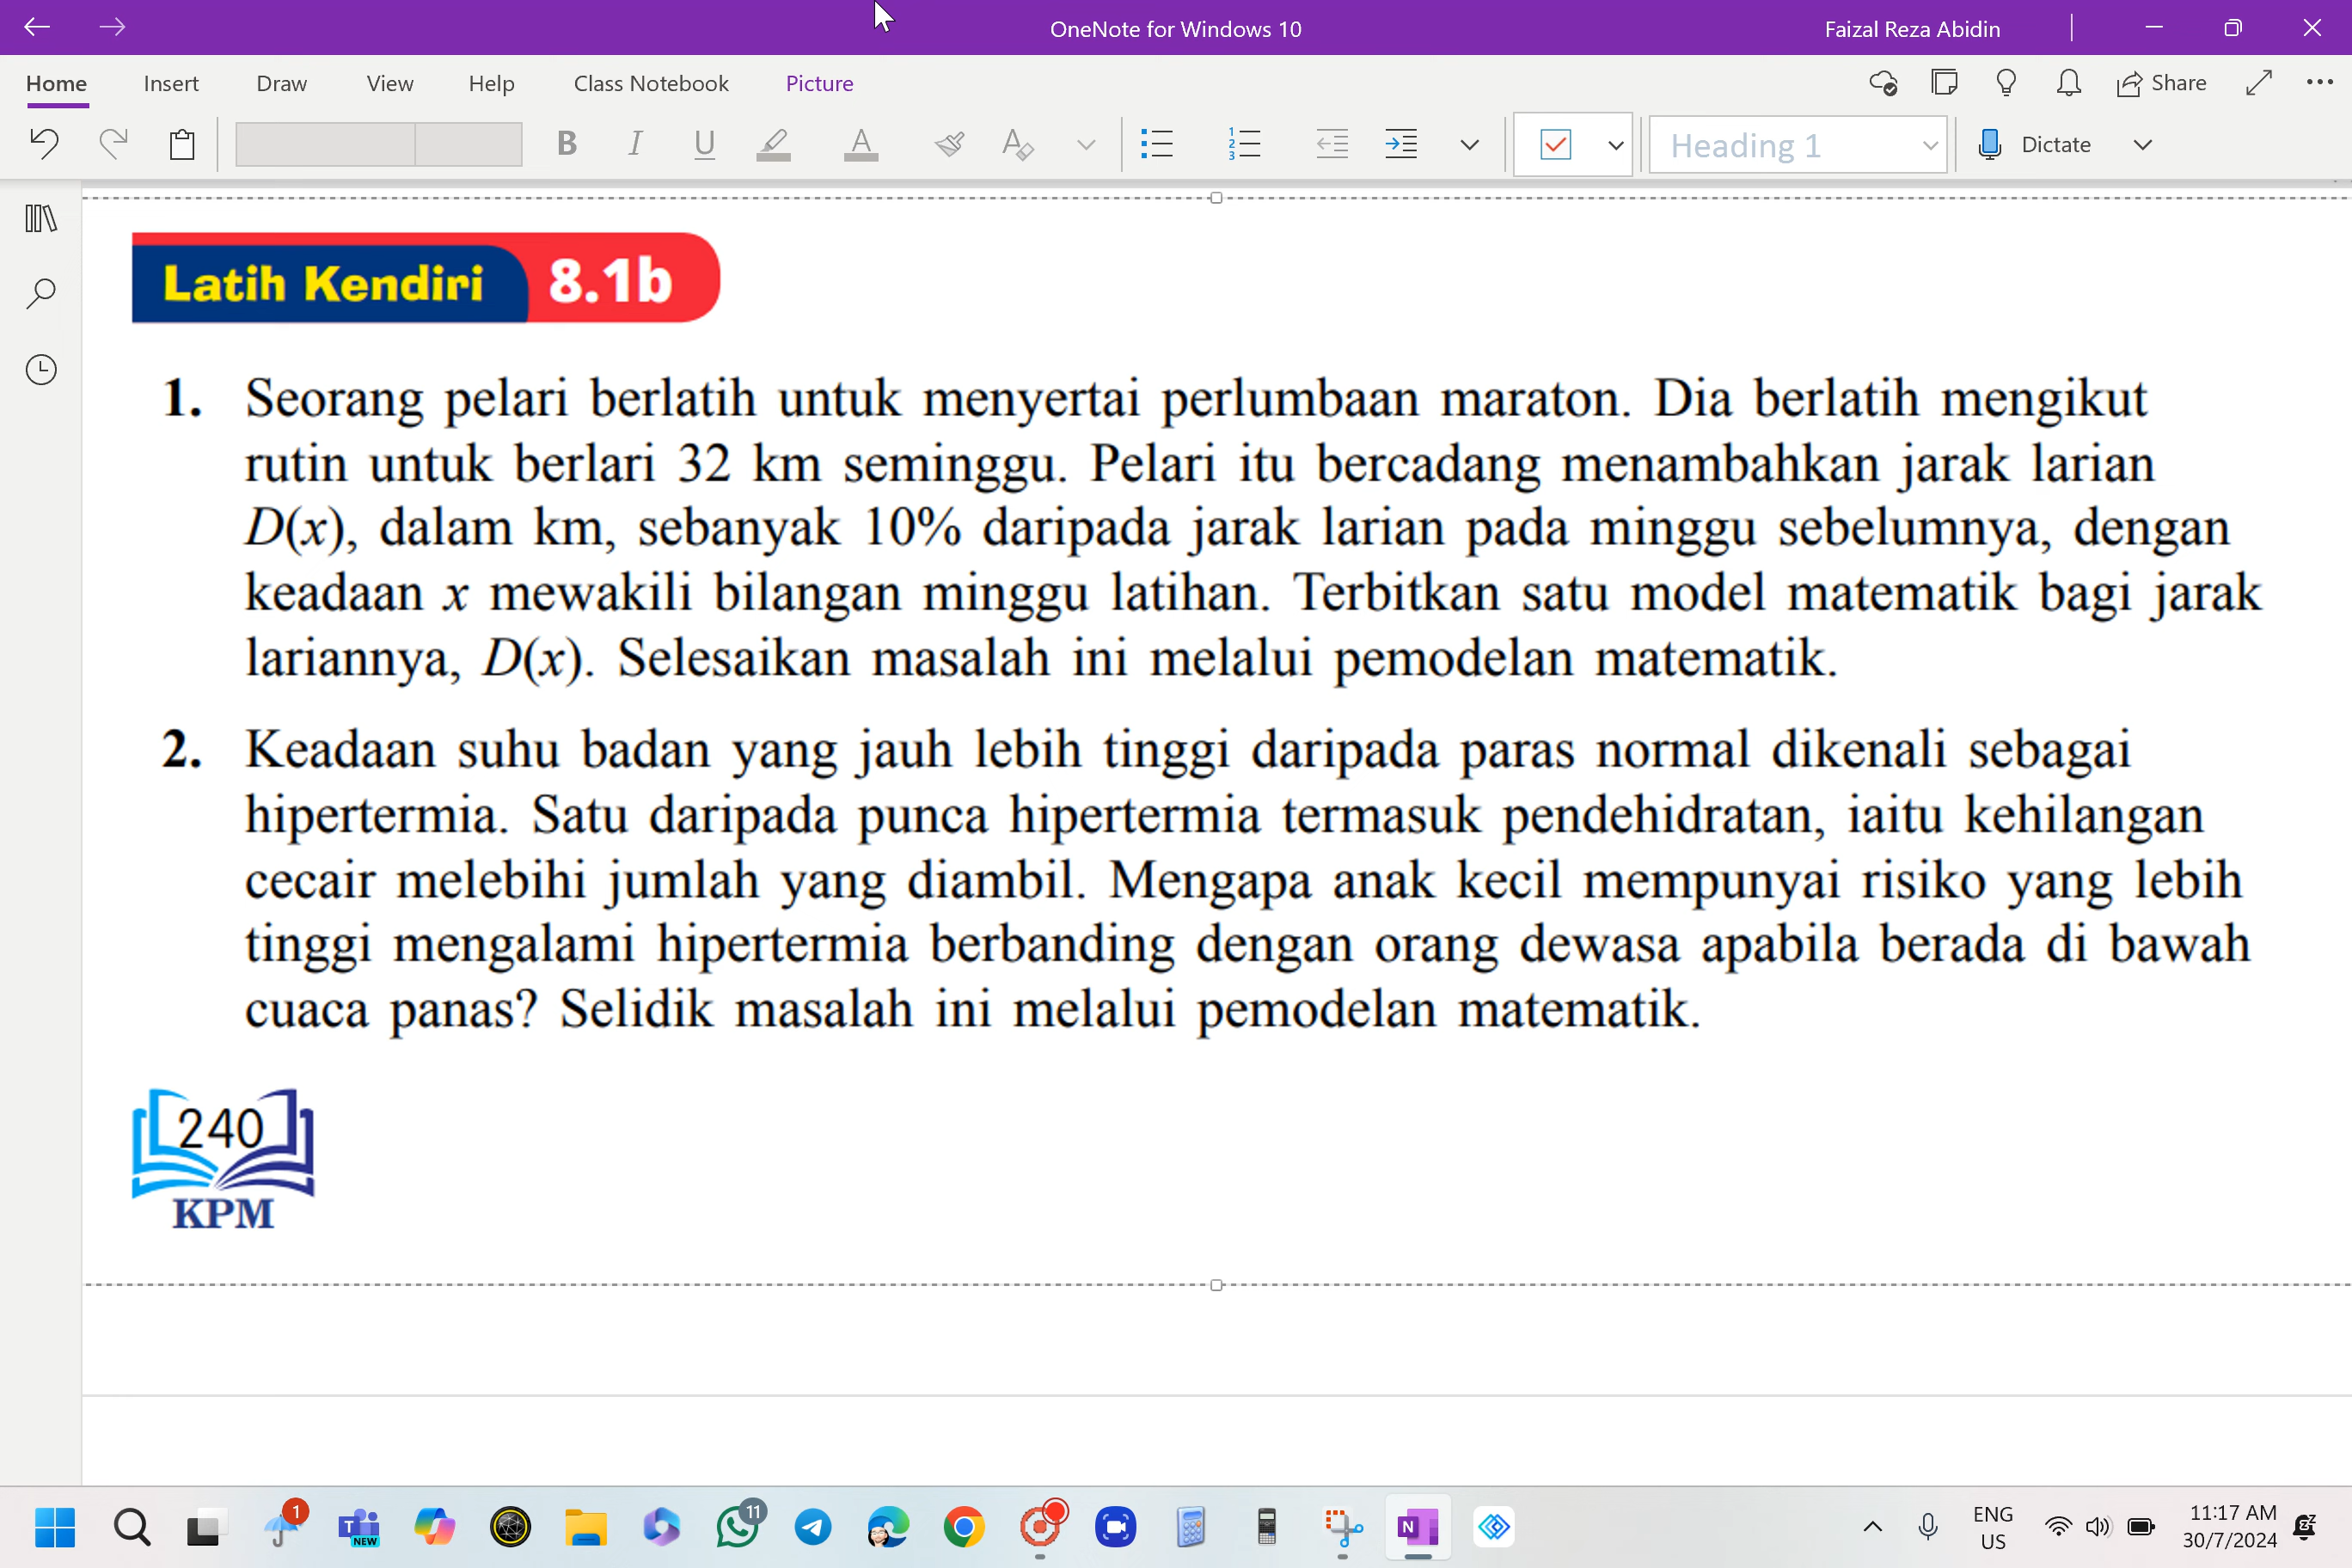 OneNote for Windows 10
Faizal Reza Abidin
Home Insert Draw View Help Class Notebook Picture
Share
B I U A A
Heading 1
Dictate
Latih Kendiri 8.1b
1. Seorang pelari berlatih untuk menyertai perlumbaan maraton. Dia berlatih mengikut
rutin untuk berlari 32 km seminggu. Pelari itu bercadang menambahkan jarak larian
D(x), dalam km, sebanyak 10% daripada jarak larian pada minggu sebelumnya, dengan
keadaan x mewakili bilangan minggu latihan. Terbitkan satu model matematik bagi jarak
lariannya, D(x). Selesaikan masalah ini melalui pemodelan matematik.
2. Keadaan suhu badan yang jauh lebih tinggi daripada paras normal dikenali sebagai
hipertermia. Satu daripada punca hipertermia termasuk pendehidratan, iaitu kehilangan
cecair melebihi jumlah yang diambil. Mengapa anak kecil mempunyai risiko yang lebih
tinggi mengalami hipertermia berbanding dengan orang dewasa apabila berada di bawah
cuaca panas? Selidik masalah ini melalui pemodelan matematik.
240
KPM
1
NEW
11
ENG
US
11:17 AM
30/7/2024